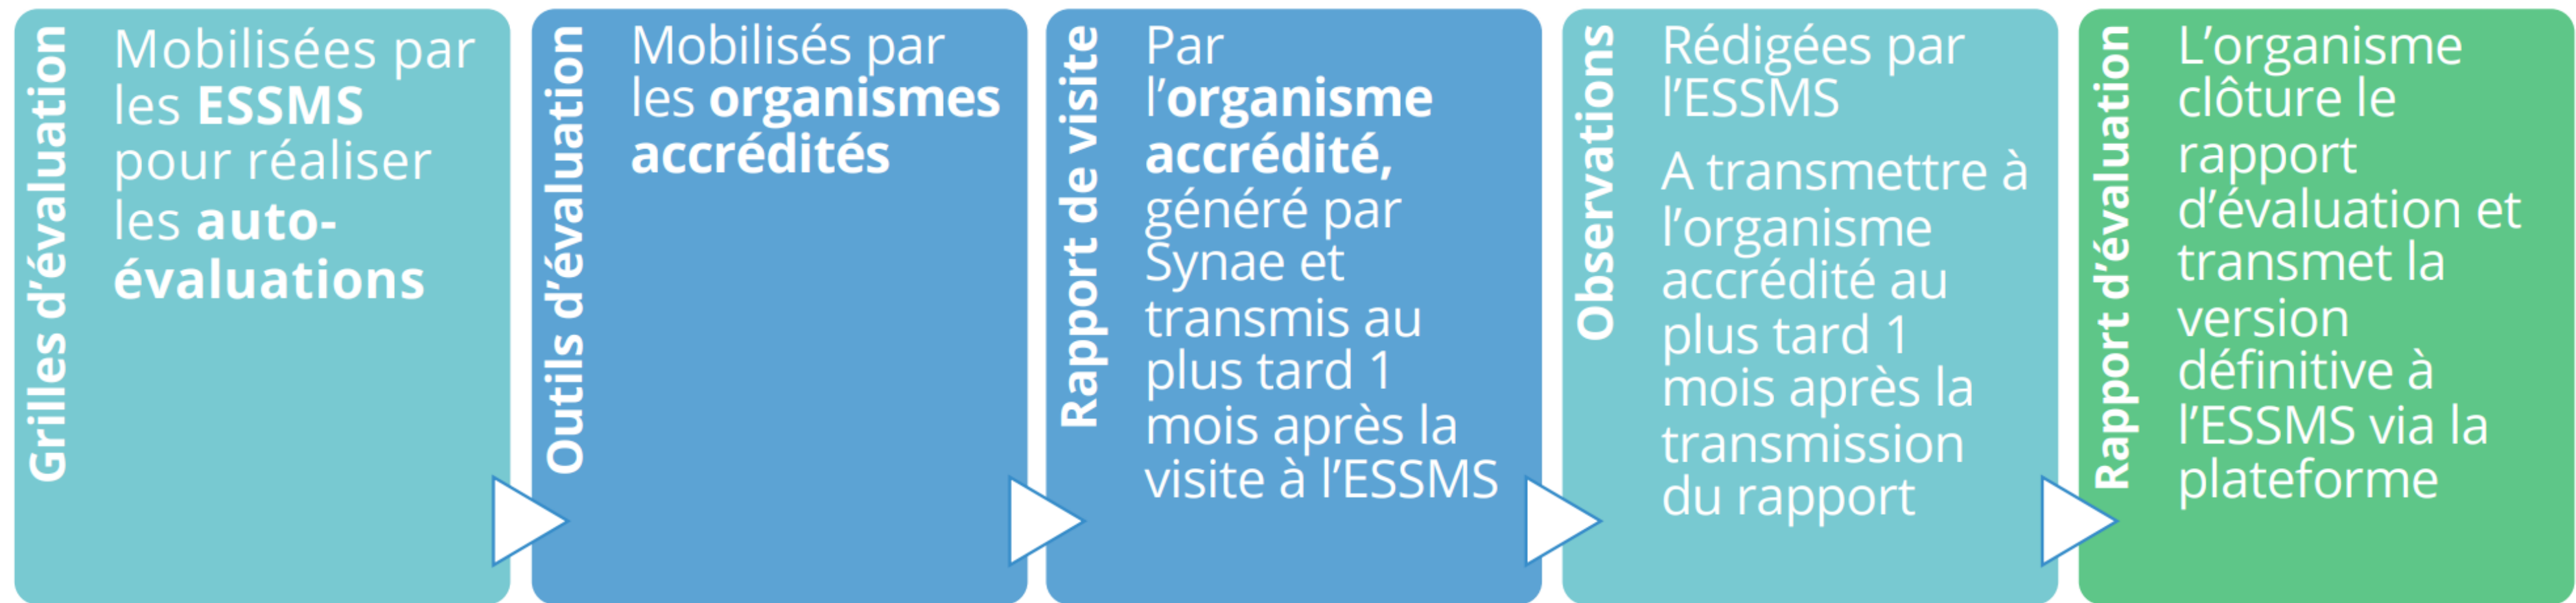 Grilles d’évaluation
Mobilisées par
les ESSMS
pour réaliser
les auto-
évaluations
Outils d’évaluation
Mobilisés par
les organismes
accrédités
Rapport de visite
Par
l’organisme
accrédité,
généré par
Synae et
transmis au
plus tard 1
mois après la
visite à l’ESSMS
Observations
Rédigées par
l’ESSMS
A transmettre à
l’organisme
accrédité au
plus tard 1
mois après la
transmission
du rapport
Rapport d’évaluation
L’organisme
clôture le
rapport
d’évaluation et
transmet la
version
définitive à
l’ESSMS via la
plateforme